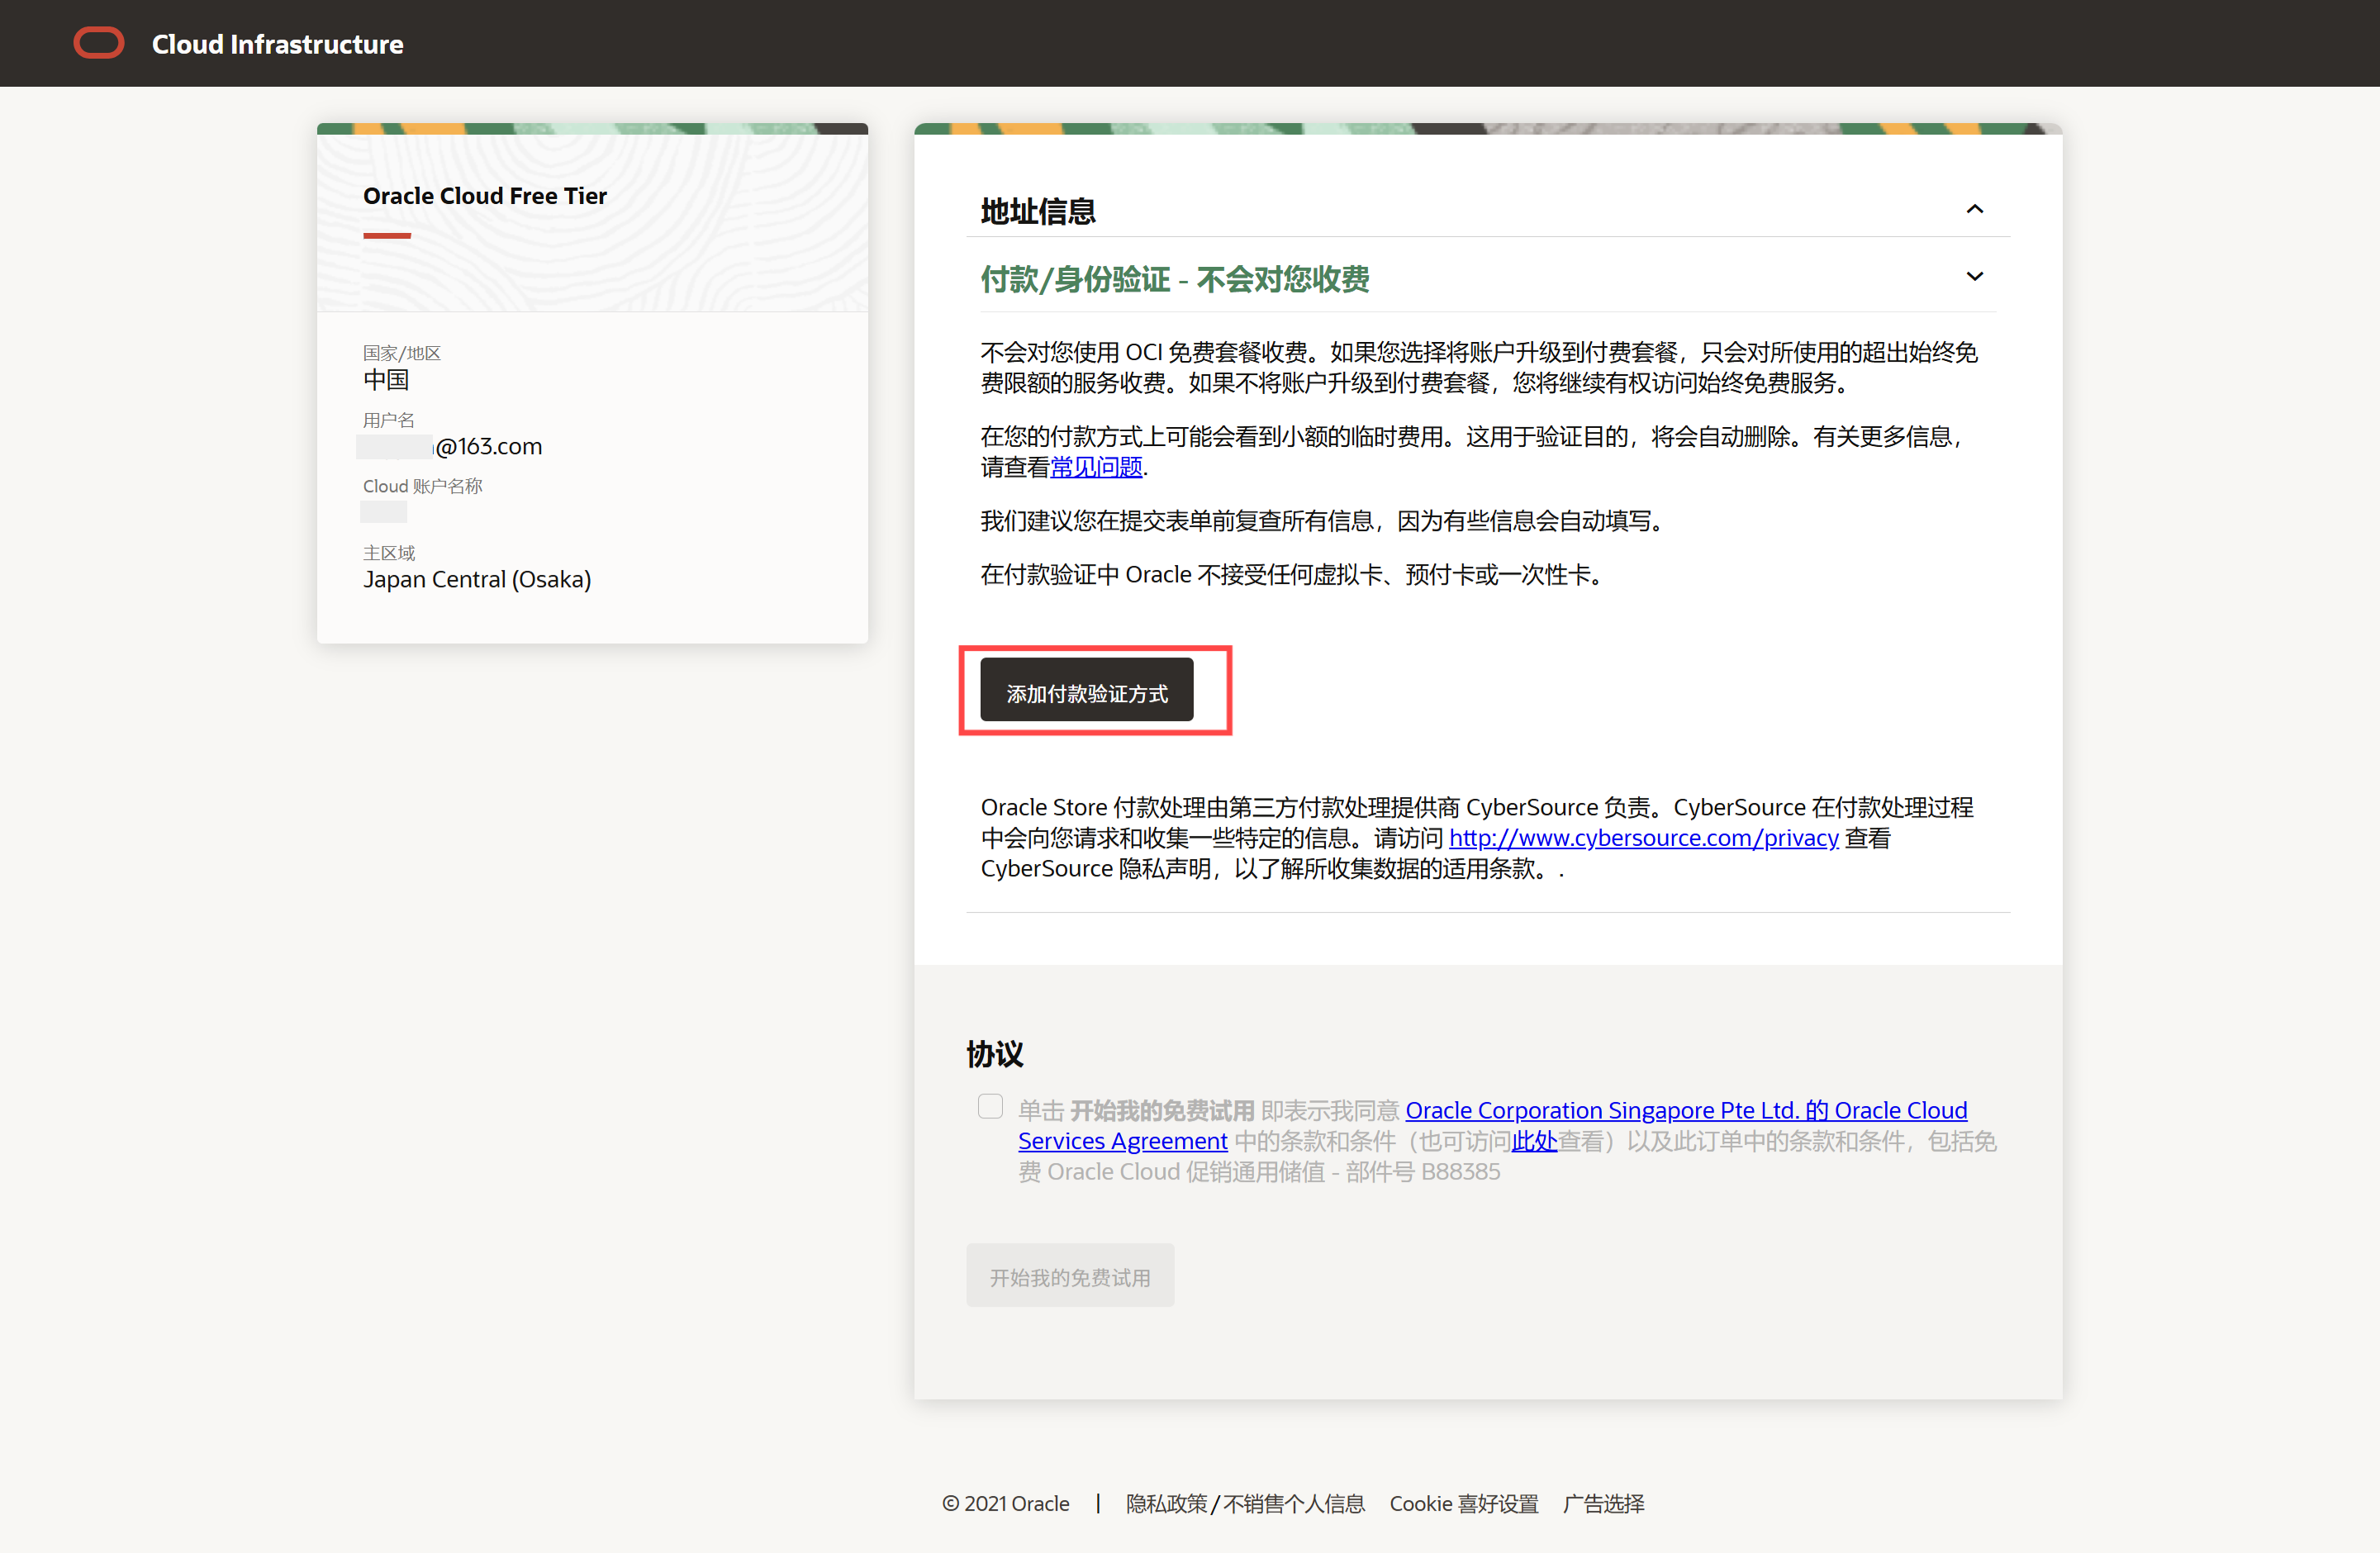 Cloud Infrastructure
Oracle Cloud Free Tier
国家/地区
中国
用户名
@163.com
Cloud 账户名称
主区域
Japan Central (Osaka)
地址信息
付款/身份验证 - 不会对您收费
不会对您使用 OCI 免费套餐收费。如果您选择将账户升级到付费套餐，只会对所使用的超出始终免
费限额的服务收费。如果不将账户升级到付费套餐，您将继续有权访问始终免费服务。
在您的付款方式上可能会看到小额的临时费用。这用于验证目的，将会自动删除。有关更多信息，
请查看常见问题.
我们建议您在提交表单前复查所有信息，因为有些信息会自动填写。
在付款验证中 Oracle 不接受任何虚拟卡、预付卡或一次性卡。
添加付款验证方式
Oracle Store 付款处理由第三方付款处理提供商 CyberSource 负责。CyberSource 在付款处理过程
中会向您请求和收集一些特定的信息。请访问 http://www.cybersource.com/privacy 查看
CyberSource 隐私声明，以了解所收集数据的适用条款。.
协议
单击 开始我的免费试用 即表示我同意 Oracle Corporation Singapore Pte Ltd. 的 Oracle Cloud
Services Agreement 中的条款和条件（也可访问此处查看）以及此订单中的条款和条件，包括免
费 Oracle Cloud 促销通用储值 - 部件号 B88385
开始我的免费试用
© 2021 Oracle | 隐私政策/不销售个人信息 Cookie 喜好设置 广告选择